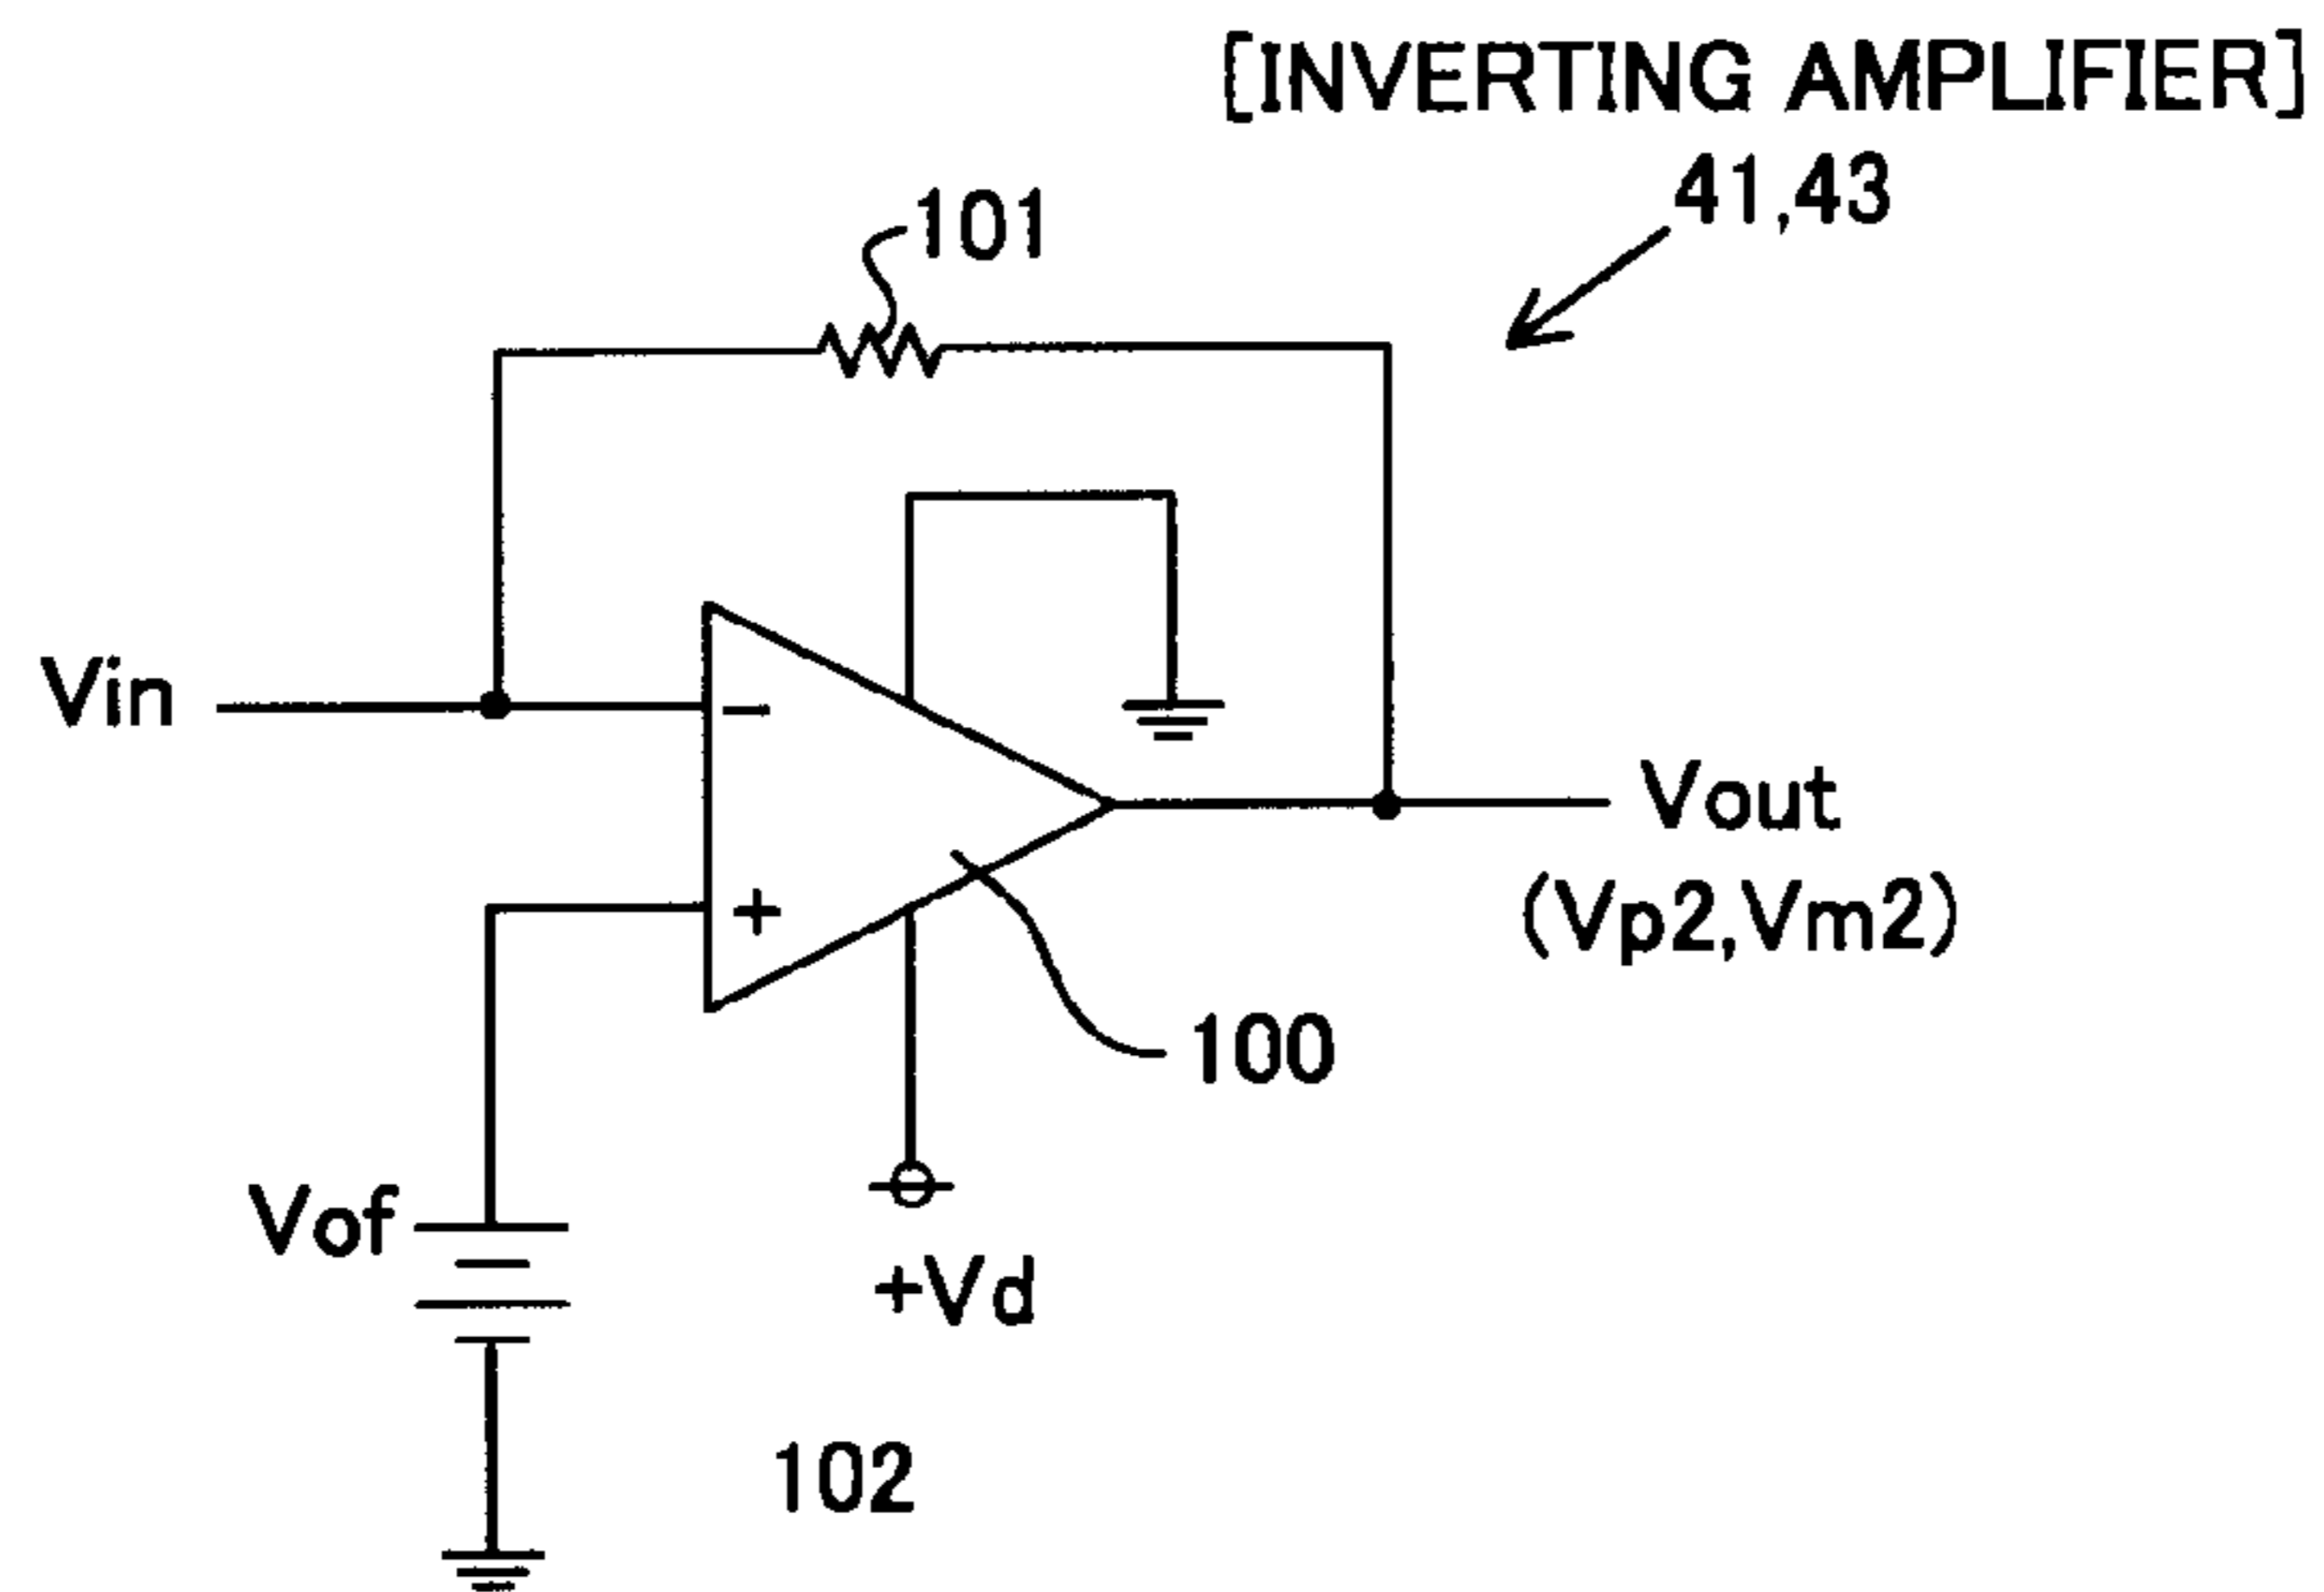 [INVERTING AMPLIFIER]
41,43
101
Vin
−
+
Vout
(Vp2,Vm2)
100
Vof
+Vd
102